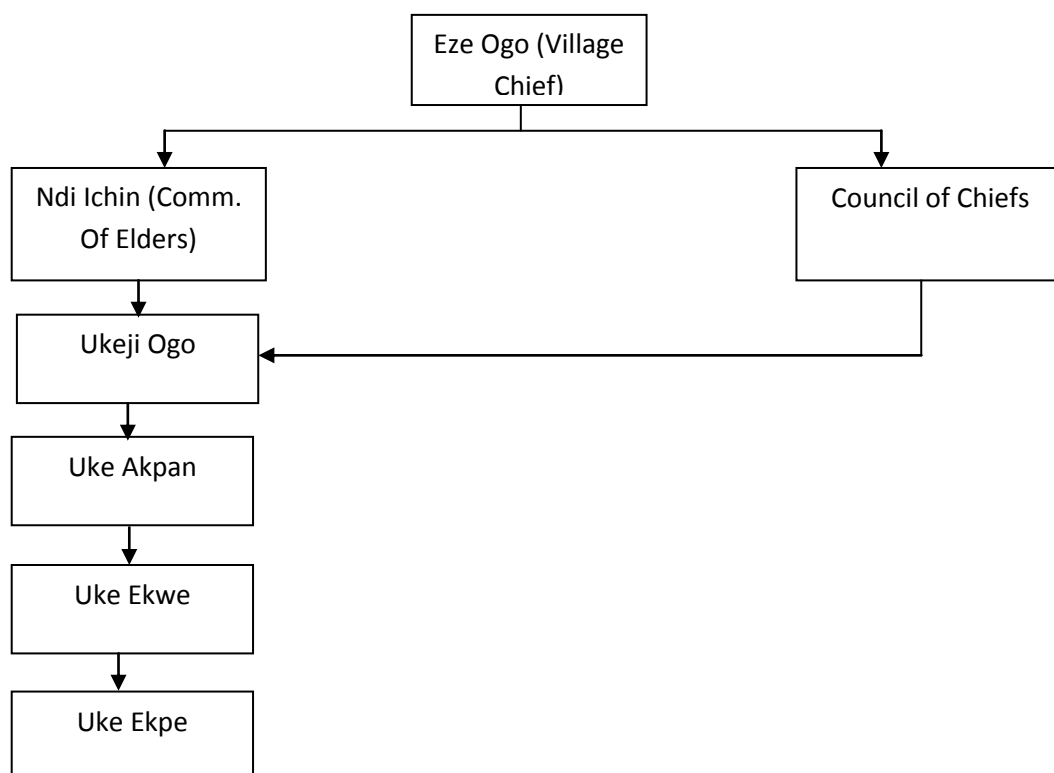 Eze Ogo (Village
Chief)
Ndi Ichin (Comm.
Of Elders)
Council of Chiefs
Ukeji Ogo
Uke Akpan
Uke Ekwe
Uke Ekpe